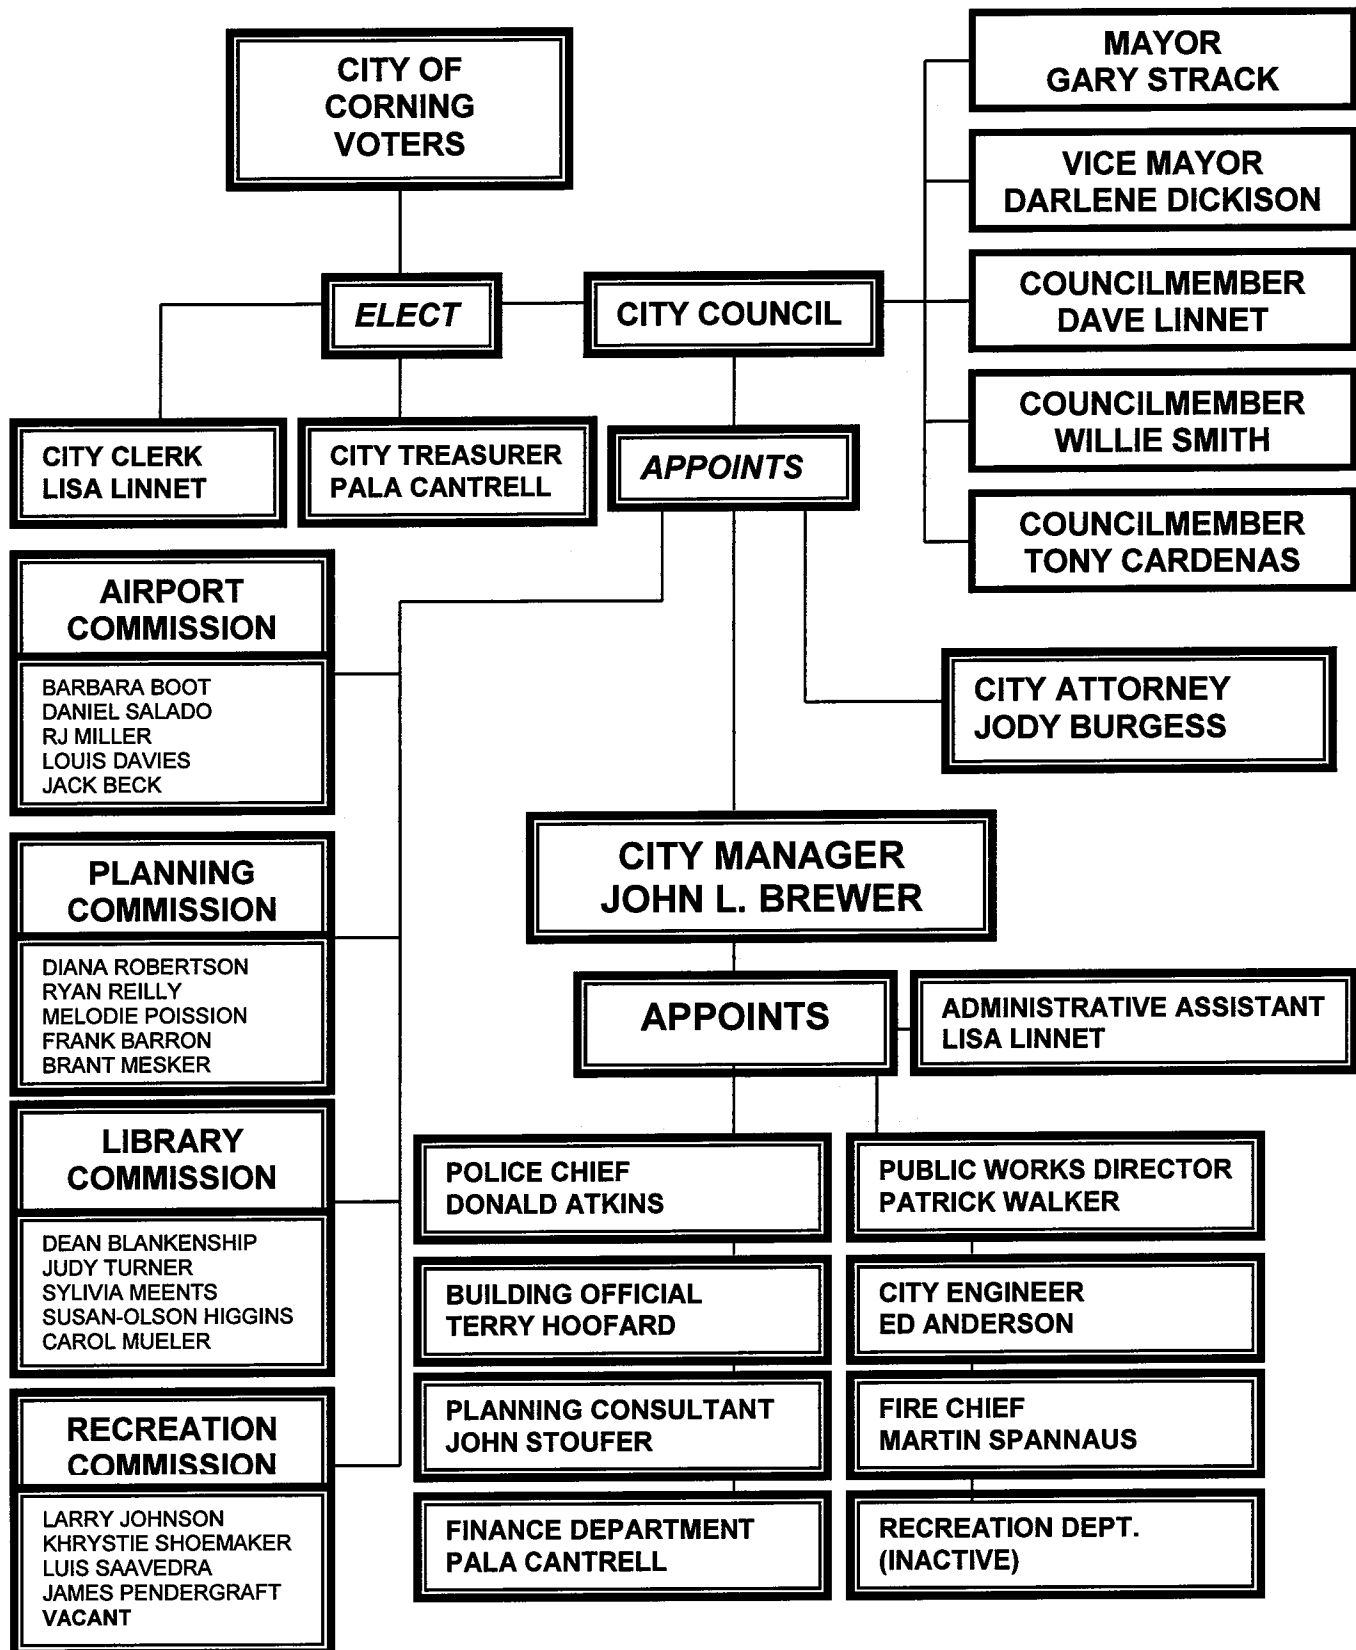 CITY OF
CORNING
VOTERS
MAYOR
GARY STRACK
VICE MAYOR
DARLENE DICKISON
COUNCILMEMBER
DAVE LINNET
COUNCILMEMBER
WILLIE SMITH
COUNCILMEMBER
TONY CARDENAS
ELECT
CITY COUNCIL
CITY CLERK
LISA LINNET
CITY TREASURER
PALA CANTRELL
APPOINTS
AIRPORT
COMMISSION
BARBARA BOOT
DANIEL SALADO
RJ MILLER
LOUIS DAVIES
JACK BECK
CITY ATTORNEY
JODY BURGESS
PLANNING
COMMISSION
DIANA ROBERTSON
RYAN REILLY
MELODIE POISSION
FRANK BARRON
BRANT MESKER
CITY MANAGER
JOHN L. BREWER
APPOINTS
ADMINISTRATIVE ASSISTANT
LISA LINNET
LIBRARY
COMMISSION
DEAN BLANKENSHIP
JUDY TURNER
SYLIVIA MEENTS
SUSAN-OLSON HIGGINS
CAROL MUELER
RECREATION
COMMISSION
LARRY JOHNSON
KHRYSTIE SHOEMAKER
LUIS SAAVEDRA
JAMES PENDERGRAFT
VACANT
POLICE CHIEF
DONALD ATKINS
BUILDING OFFICIAL
TERRY HOOFARD
PLANNING CONSULTANT
JOHN STOUFER
FINANCE DEPARTMENT
PALA CANTRELL
PUBLIC WORKS DIRECTOR
PATRICK WALKER
CITY ENGINEER
ED ANDERSON
FIRE CHIEF
MARTIN SPANNAUS
RECREATION DEPT.
(INACTIVE)